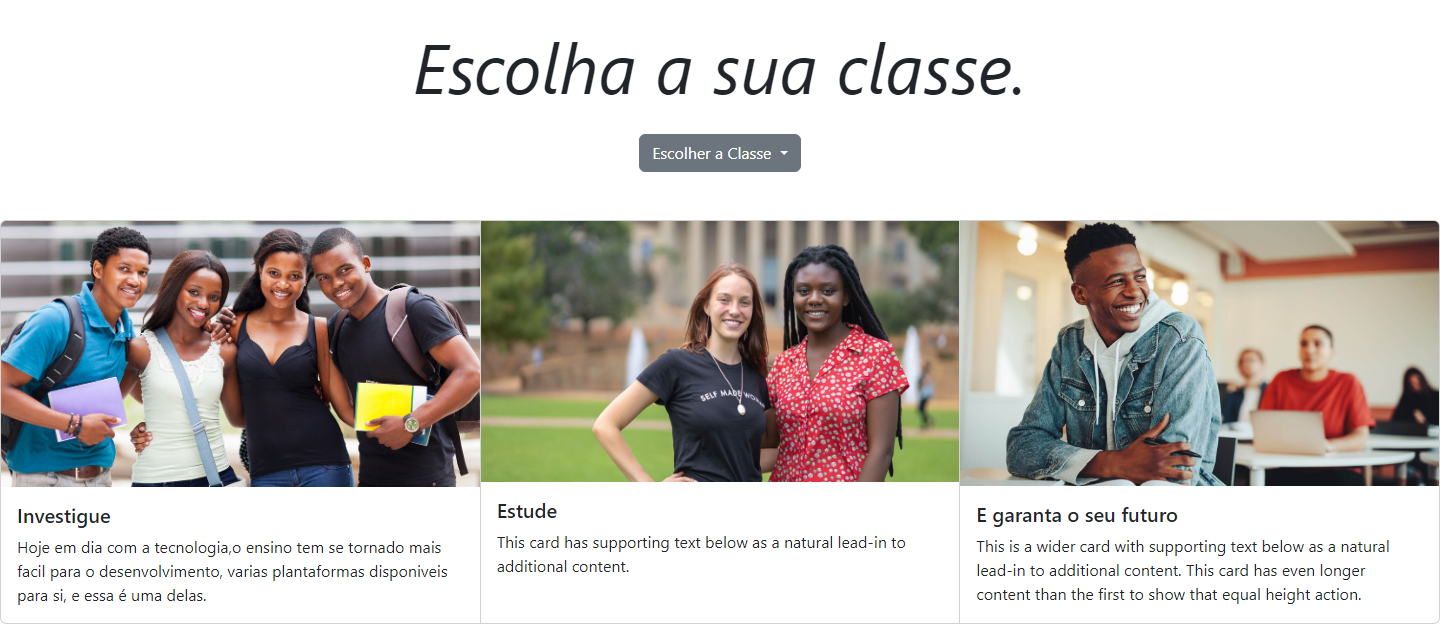 Escolha a sua classe.
Escolher a Classe
Investigue
Hoje em dia com a tecnologia,o ensino tem se tornado mais
facil para o desenvolvimento, varias plantaformas disponiveis
para si, e essa é uma delas.
SELF MADE WOM
Estude
This card has supporting text below as a natural lead-in to
additional content.
E garanta o seu futuro
This is a wider card with supporting text below as a natural
lead-in to additional content. This card has even longer
content than the first to show that equal height action.